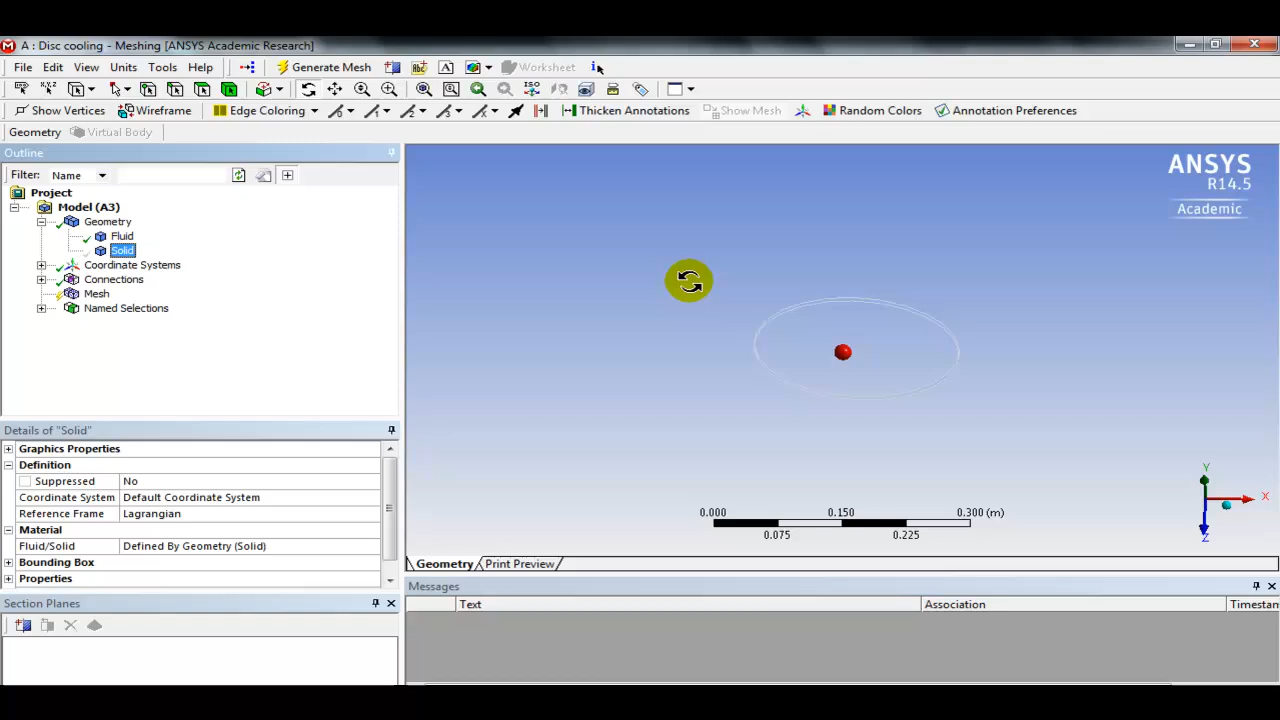 A : Disc cooling - Meshing [ANSYS Academic Research]
File Edit View Units Tools Help Generate Mesh Worksheet
Show Vertices Wireframe Edge Coloring Thicken Annotations Show Mesh Random Colors Annotation Preferences
Geometry Virtual Body
Outline
Filter: Name
Project
Model (A3)
Geometry
Fluid
Solid
Coordinate Systems
Connections
Mesh
Named Selections
ANSYS
R14.5
Academic
0.000 0.150 0.300 (m)
0.075 0.225
Y
X
Z
Geometry Print Preview
Details of "Solid"
Graphics Properties
Definition
Suppressed No
Coordinate System Default Coordinate System
Reference Frame Lagrangian
Material
Fluid/Solid Defined By Geometry (Solid)
Bounding Box
Properties
Section Planes
Messages
Text Association Timestam